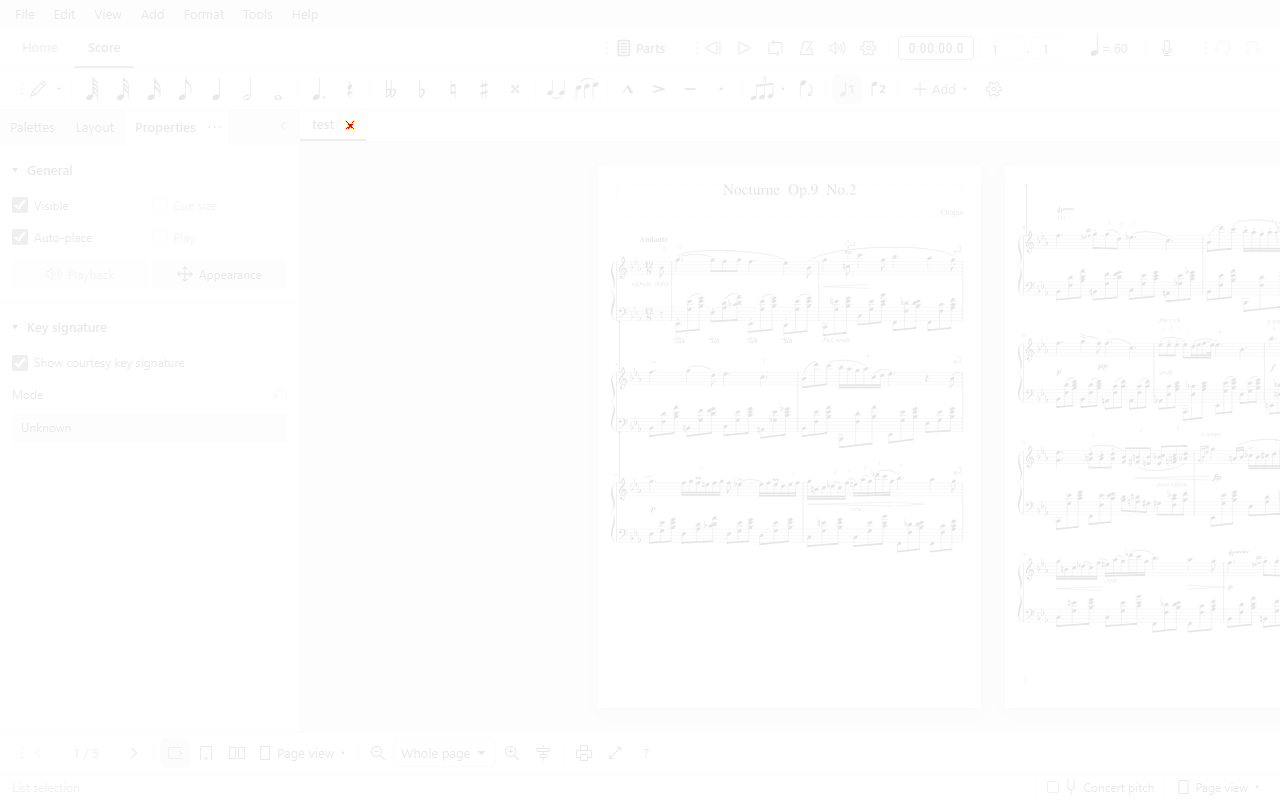 File Edit View Add Format Tools Help
Home Score Parts 0:00:00.0 1 . 1 = 60
Add
Palettes Layout Properties
test
General
Visible Cue size
Auto-place Play
Playback Appearance
Key signature
Show courtesy key signature
Mode
Unknown
Nocturne Op.9 No.2
Chopin
Andante
1 / 5 Page view Whole page ?
List selection Concert pitch Page view